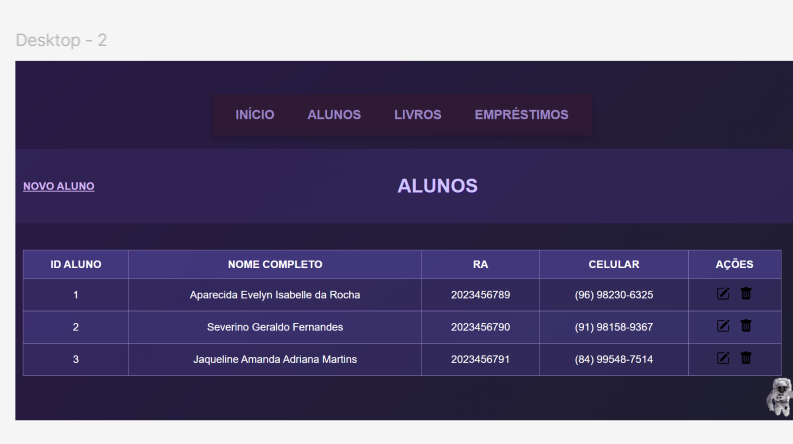 Desktop - 2
INÍCIO ALUNOS LIVROS EMPRÉSTIMOS
NOVO ALUNO ALUNOS
ID ALUNO NOME COMPLETO RA CELULAR AÇÕES
1 Aparecida Evelyn Isabelle da Rocha 2023456789 (96) 98230-6325
2 Severino Geraldo Fernandes 2023456790 (91) 98158-9367
3 Jaqueline Amanda Adriana Martins 2023456791 (84) 99548-7514